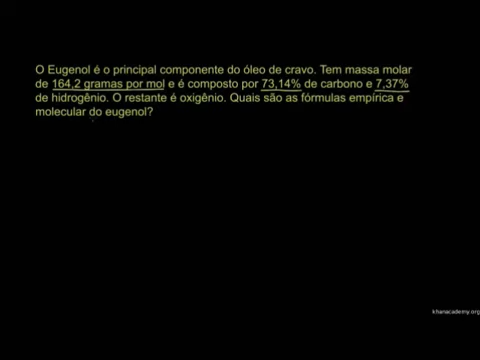 O Eugenol é o principal componente do óleo de cravo. Tem massa molar
de 164,2 gramas por mol e é composto por 73,14% de carbono e 7,37%
de hidrogênio. O restante é oxigênio. Quais são as fórmulas empírica e
molecular do eugenol?
khanacademy.org